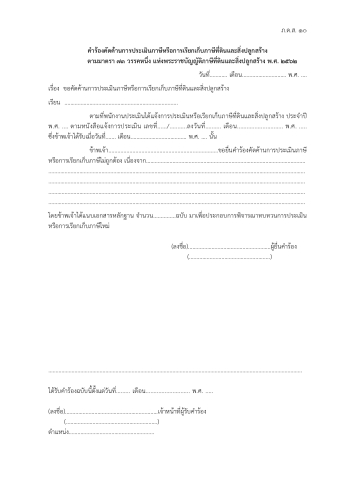 ภ.ด.ส. ๑๐
คำร้องคัดค้านการประเมินภาษีหรือการเรียกเก็บภาษีที่ดินและสิ่งปลูกสร้าง
ตามมาตรา ๗๓ วรรคหนึ่ง แห่งพระราชบัญญัติภาษีที่ดินและสิ่งปลูกสร้าง พ.ศ. ๒๕๖๒
วันที่........... เดือน............................ พ.ศ. ....
เรื่อง ขอคัดค้านการประเมินภาษีหรือการเรียกเก็บภาษีที่ดินและสิ่งปลูกสร้าง
เรียน ......................................................................
ตามที่พนักงานประเมินได้แจ้งการประเมินหรือเรียกเก็บภาษีที่ดินและสิ่งปลูกสร้าง ประจำปี
พ.ศ. .... ตามหนังสือแจ้งการประเมิน เลขที่....../...........ลงวันที่.......... เดือน............................ พ.ศ. .....
ซึ่งข้าพเจ้าได้รับเมื่อวันที่....... เดือน.................................... พ.ศ. .... นั้น
ข้าพเจ้า.....................................................................ขอยื่นคำร้องคัดค้านการประเมินภาษี
หรือการเรียกเก็บภาษีไม่ถูกต้อง เนื่องจาก....................................................................................................
................................................................................................................................................................
................................................................................................................................................................
................................................................................................................................................................
................................................................................................................................................................
โดยข้าพเจ้าได้แนบเอกสารหลักฐาน จำนวน..............ฉบับ มาเพื่อประกอบการพิจารณาทบทวนการประเมิน
หรือการเรียกเก็บภาษีใหม่
(ลงชื่อ)....................................................ผู้ยื่นคำร้อง
(...................................................)
................................................................................................................................................................
ได้รับคำร้องฉบับนี้ตั้งแต่วันที่......... เดือน............................ พ.ศ. .....
(ลงชื่อ)..........................................................เจ้าหน้าที่ผู้รับคำร้อง
(.........................................................)
ตำแหน่ง.....................................................